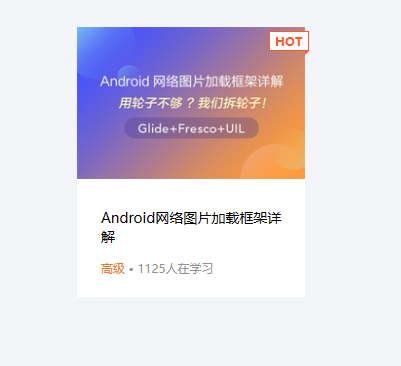 HOT
Android 网络图片加载框架详解
用轮子不够？我们拆轮子！
Glide+Fresco+UIL
Android网络图片加载框架详
解
高级 • 1125人在学习